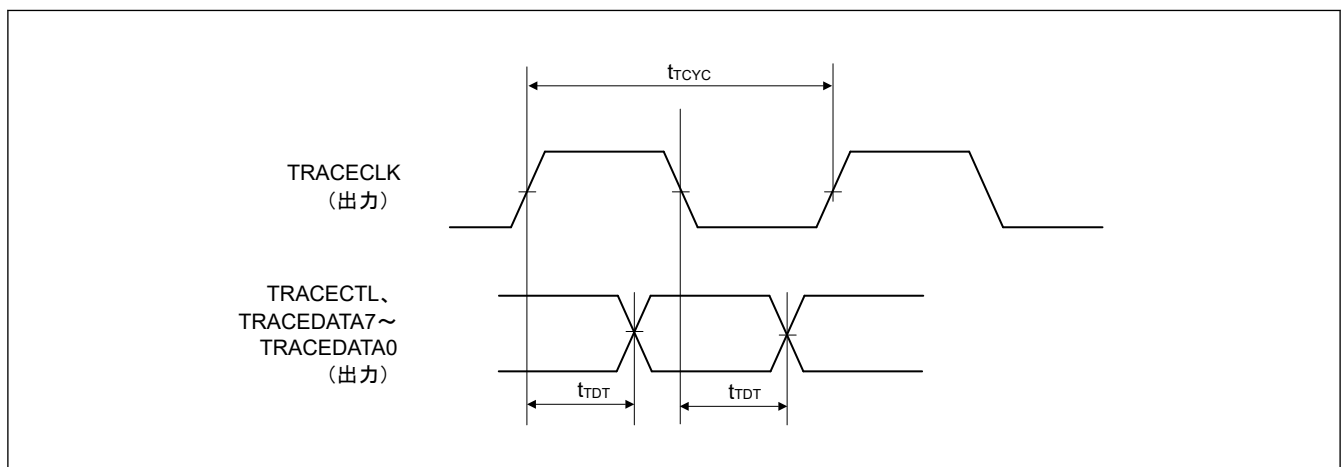 tTCYC
TRACECLK
（出力）
TRACECTL、
TRACEDATA7～
TRACEDATA0
（出力）
tTDT
tTDT